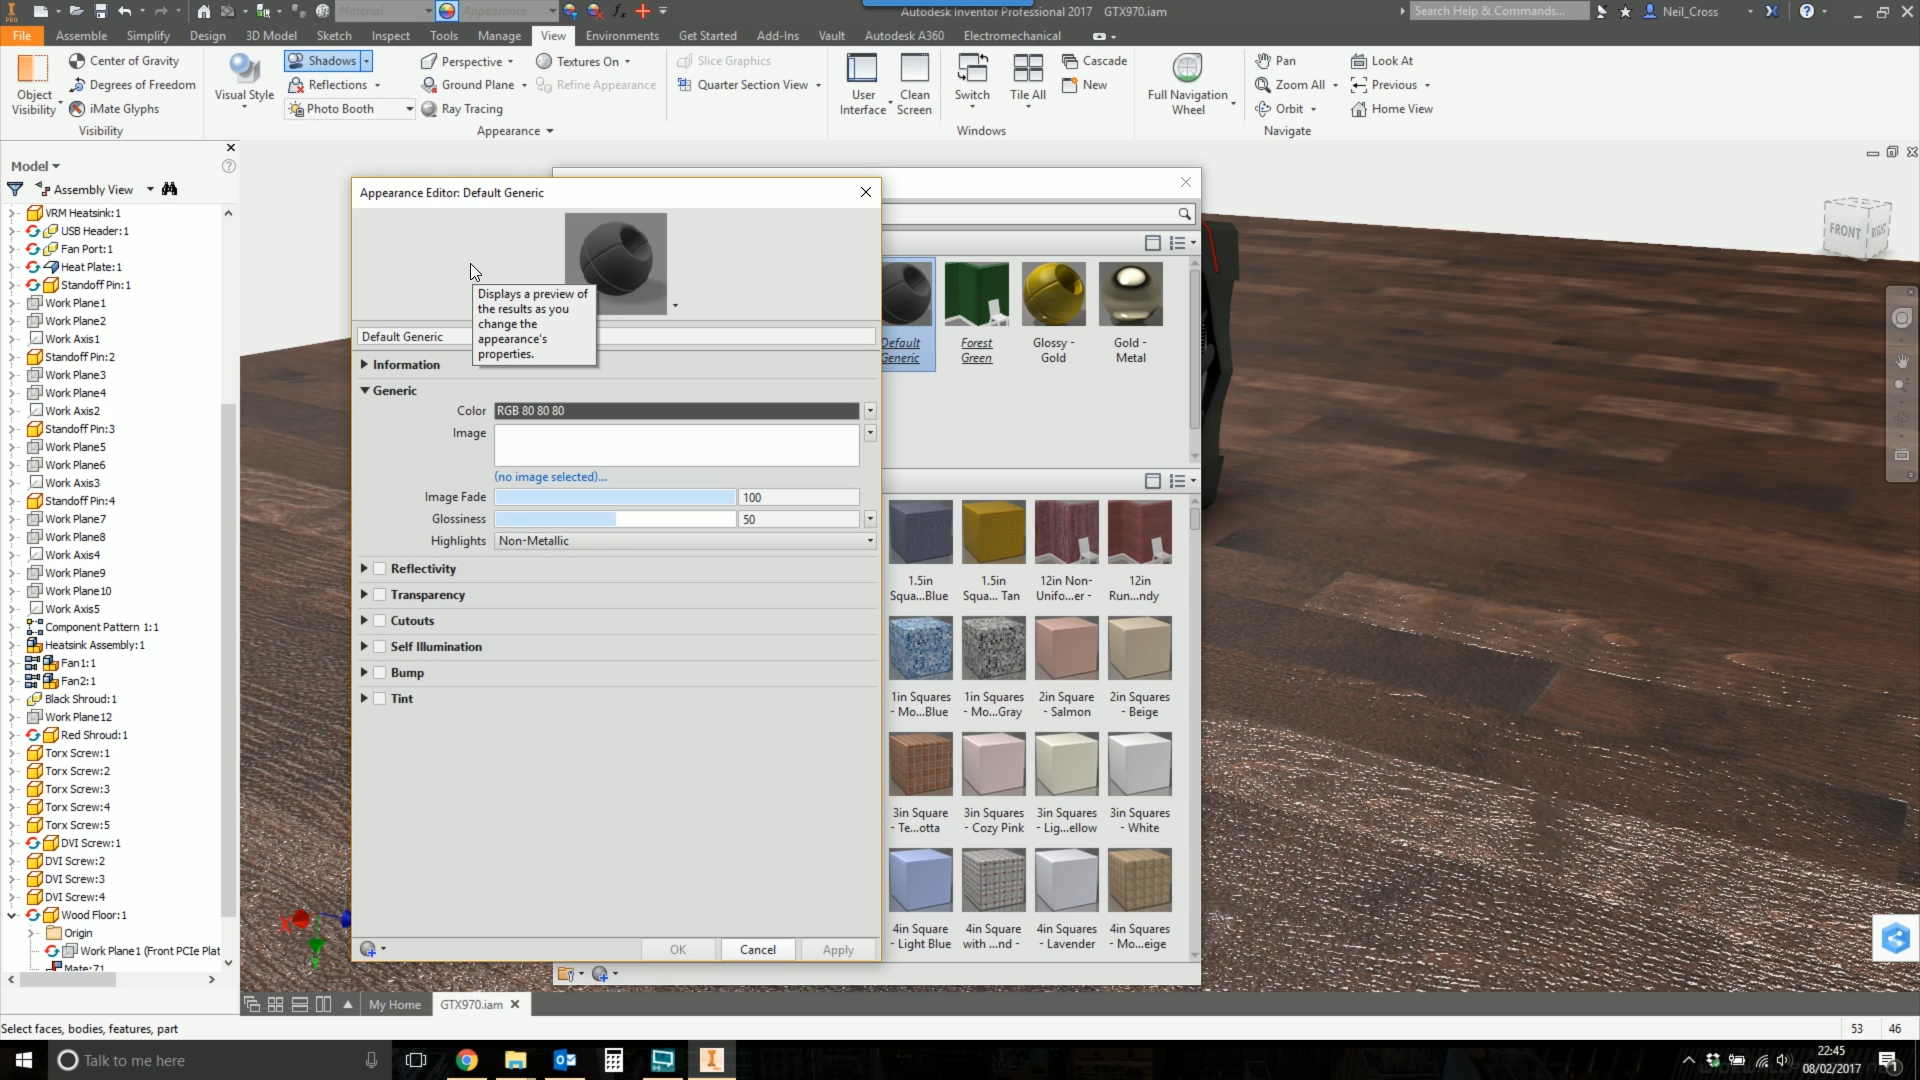 Material
Appearance
Autodesk Inventor Professional 2017 GTX970.iam
Search Help & Commands...
Neil_Cross
File Assemble Simplify Design 3D Model Sketch Inspect Tools Manage View Environments Get Started Add-Ins Vault Autodesk A360 Electromechanical
Object Visibility
Center of Gravity
Degrees of Freedom
iMate Glyphs
Visibility
Visual Style
Shadows
Reflections
Photo Booth
Perspective
Ground Plane
Ray Tracing
Textures On
Refine Appearance
Appearance
Slice Graphics
Quarter Section View
User Interface
Clean Screen
Switch
Tile All
Cascade
New
Windows
Full Navigation Wheel
Pan
Zoom All
Orbit
Look At
Previous
Home View
Navigate
Model
Assembly View
VRM Heatsink:1
USB Header:1
Fan Port:1
Heat Plate:1
Standoff Pin:1
Work Plane1
Work Plane2
Work Axis1
Standoff Pin:2
Work Plane3
Work Plane4
Work Axis2
Standoff Pin:3
Work Plane5
Work Plane6
Work Axis3
Standoff Pin:4
Work Plane7
Work Plane8
Work Axis4
Work Plane9
Work Plane10
Work Axis5
Component Pattern 1:1
Heatsink Assembly:1
Fan1:1
Fan2:1
Black Shroud:1
Work Plane12
Red Shroud:1
Torx Screw:1
Torx Screw:2
Torx Screw:3
Torx Screw:4
Torx Screw:5
DVI Screw:1
DVI Screw:2
DVI Screw:3
DVI Screw:4
Wood Floor:1
Origin
Work Plane1 (Front PCIe Plat
Mate:71
Appearance Editor: Default Generic
Displays a preview of
the results as you
change the
appearance's
properties.
Default Generic
Information
Generic
Color RGB 80 80 80
Image
(no image selected)...
Image Fade 100
Glossiness 50
Highlights Non-Metallic
Reflectivity
Transparency
Cutouts
Self Illumination
Bump
Tint
OK Cancel Apply
Default Generic
Forest Green
Glossy - Gold
Gold - Metal
1.5in Squa...Blue
1.5in Squa... Tan
12in Non-Unifo...er -
12in Run...ndy
1in Squares - Mo...Blue
1in Squares - Mo...Gray
2in Square - Salmon
2in Squares - Beige
3in Square - Te...otta
3in Squares - Cozy Pink
3in Squares - Lig...ellow
3in Squares - White
4in Square - Light Blue
4in Square with ...nd -
4in Squares - Lavender
4in Squares - Mo...eige
FRONT
RIGHT
X
Y
My Home GTX970.iam
Select faces, bodies, features, part
53 46
Talk to me here
22:45
08/02/2017
1